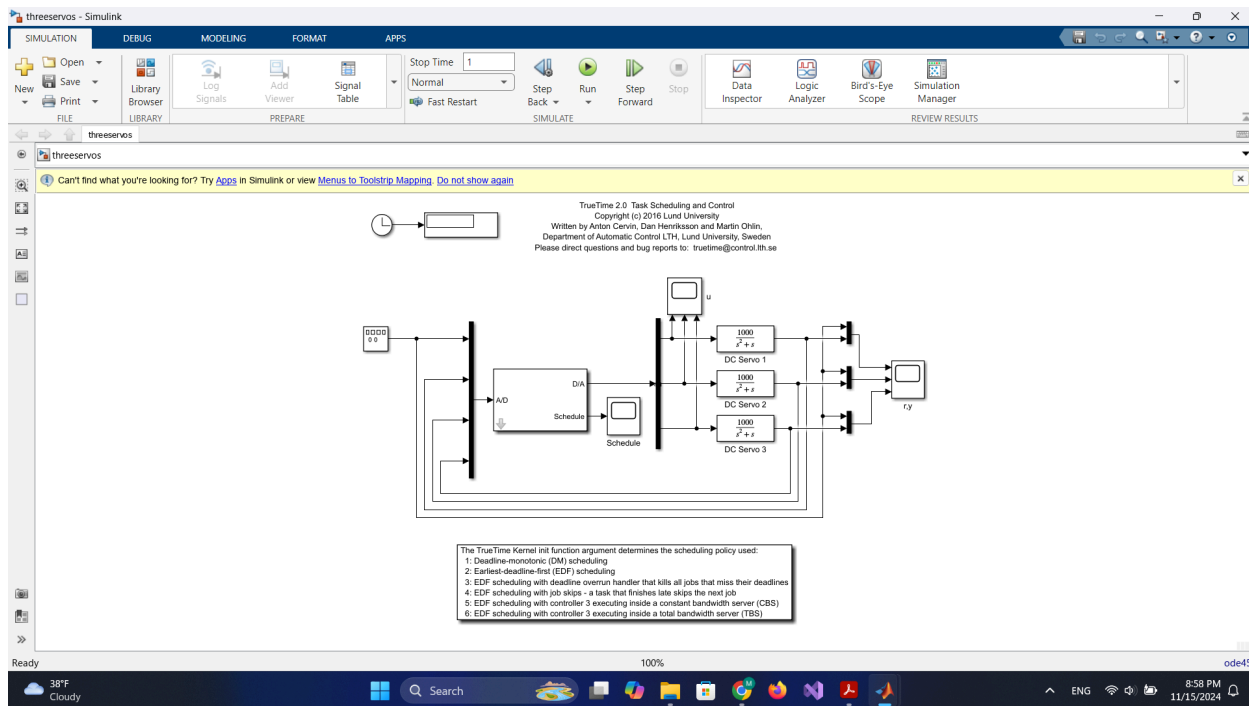 threeservos - Simulink
SIMULATION DEBUG MODELING FORMAT APPS
New
Open
Save
Print
FILE
Library Browser
LIBRARY
Log Signals
Add Viewer
Signal Table
PREPARE
Stop Time 1
Normal
Fast Restart
Step Back
Run
Step Forward
Stop
SIMULATE
Data Inspector
Logic Analyzer
Bird's-Eye Scope
Simulation Manager
REVIEW RESULTS
threeservos
threeservos
Can't find what you're looking for? Try Apps in Simulink or view Menus to Toolstrip Mapping. Do not show again
TrueTime 2.0 Task Scheduling and Control
Copyright (c) 2016 Lund University
Written by Anton Cervin, Dan Henriksson and Martin Ohlin,
Department of Automatic Control LTH, Lund University, Sweden
Please direct questions and bug reports to: truetime@control.lth.se
u
1000
s² + s
DC Servo 1
1000
s² + s
DC Servo 2
1000
s² + s
DC Servo 3
A/D
D/A
Schedule
Schedule
r,y
The TrueTime Kernel init function argument determines the scheduling policy used:
1: Deadline-monotonic (DM) scheduling
2: Earliest-deadline-first (EDF) scheduling
3: EDF scheduling with deadline overrun handler that kills all jobs that miss their deadlines
4: EDF scheduling with job skips - a task that finishes late skips the next job
5: EDF scheduling with controller 3 executing inside a constant bandwidth server (CBS)
6: EDF scheduling with controller 3 executing inside a total bandwidth server (TBS)
Ready 100% ode45
38°F
Cloudy
Search
ENG
8:58 PM
11/15/2024